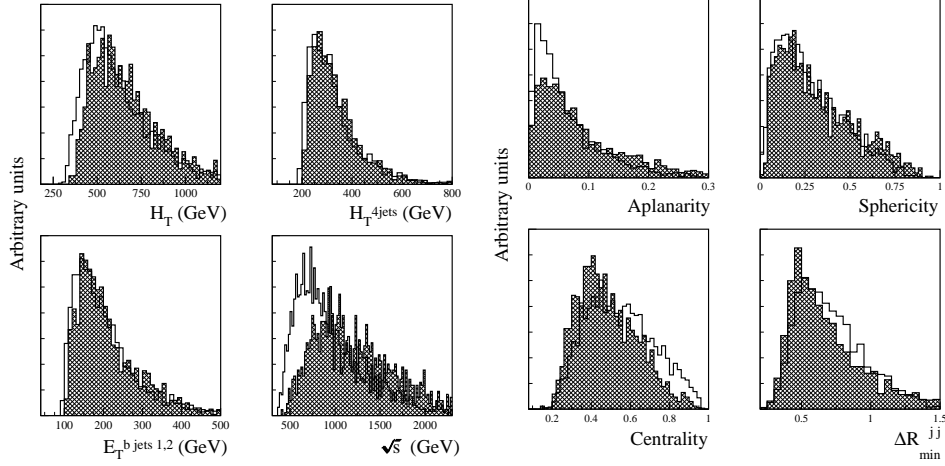 Arbitrary units
250 500 750 1000
H_T (GeV)
200 400 600 800
H_T^4jets (GeV)
100 200 300 400 500
E_T^b jets 1,2 (GeV)
500 1000 1500 2000
√s (GeV)
Arbitrary units
0 0.1 0.2 0.3
Aplanarity
0 0.25 0.5 0.75 1
Sphericity
0.2 0.4 0.6 0.8 1
Centrality
0.5 1 1.5
ΔR_min^jj